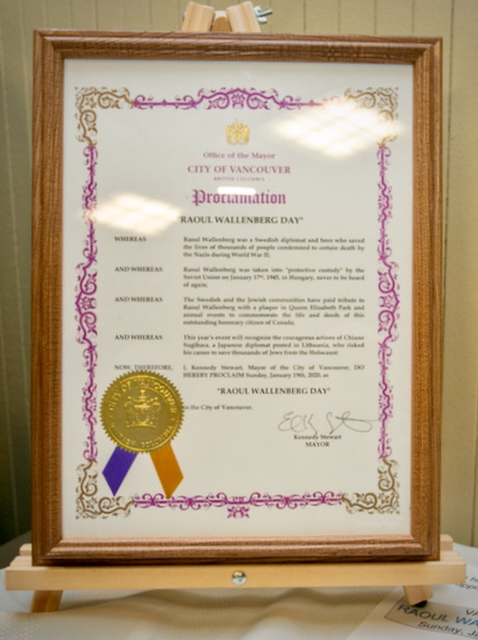 Office of the Mayor
CITY OF VANCOUVER
BRITISH COLUMBIA
Proclamation
"RAOUL WALLENBERG DAY"
WHEREAS Raoul Wallenberg was a Swedish diplomat and hero who saved
the lives of thousands of people condemned to certain death by
the Nazis during World War II;
AND WHEREAS Raoul Wallenberg was taken into "protective custody" by the
Soviet Union on January 17th, 1945, in Hungary, never to be heard
of again;
AND WHEREAS The Swedish and the Jewish communities have paid tribute to
Raoul Wallenberg with a plaque in Queen Elizabeth Park and
annual events to commemorate the life and deeds of this
outstanding honorary citizen of Canada;
AND WHEREAS This year's event will recognize the courageous actions of Chiune
Sugihara, a Japanese diplomat posted in Lithuania, who risked
his career to save thousands of Jews from the Holocaust:
NOW, THEREFORE, I, Kennedy Stewart, Mayor of the City of Vancouver, DO
HEREBY PROCLAIM Sunday, January 19th, 2020, as
"RAOUL WALLENBERG DAY"
in the City of Vancouver.
Kennedy Stewart
MAYOR
CITY OF VANCOUVER
RAOUL WA
Sunday, Ja